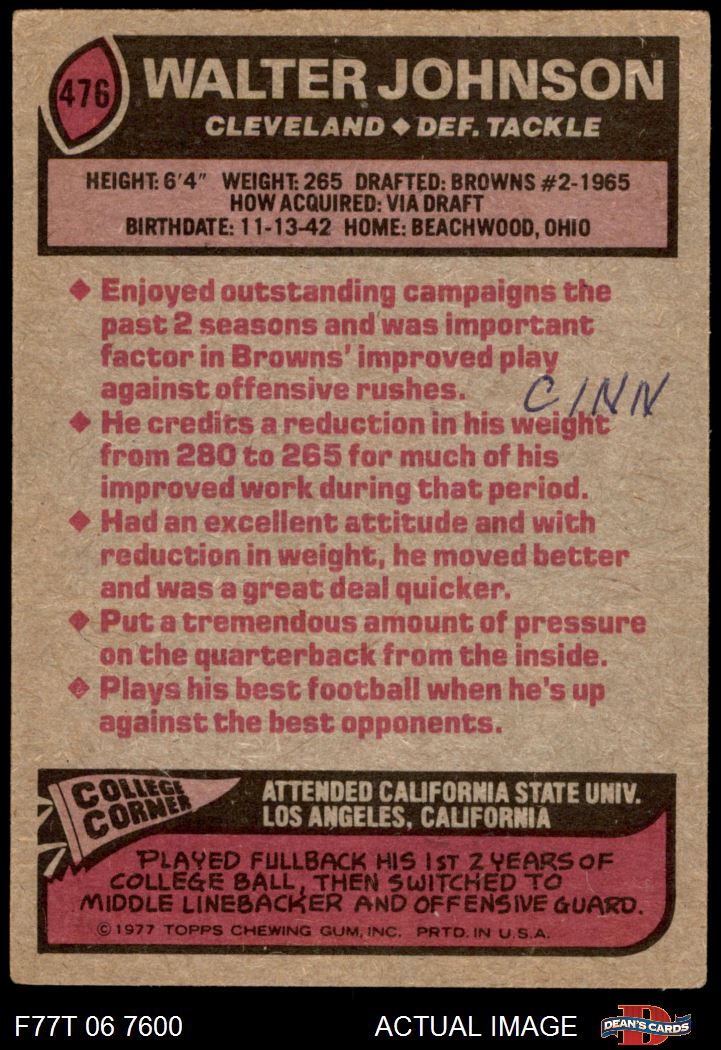 476
WALTER JOHNSON
CLEVELAND ◆ DEF. TACKLE
HEIGHT: 6'4" WEIGHT: 265 DRAFTED: BROWNS #2-1965
HOW ACQUIRED: VIA DRAFT
BIRTHDATE: 11-13-42 HOME: BEACHWOOD, OHIO
◆ Enjoyed outstanding campaigns the
past 2 seasons and was important
factor in Browns' improved play
against offensive rushes.
CINN
◆ He credits a reduction in his weight
from 280 to 265 for much of his
improved work during that period.
◆ Had an excellent attitude and with
reduction in weight, he moved better
and was a great deal quicker.
◆ Put a tremendous amount of pressure
on the quarterback from the inside.
◆ Plays his best football when he's up
against the best opponents.
COLLEGE
CORNER
ATTENDED CALIFORNIA STATE UNIV.
LOS ANGELES, CALIFORNIA
PLAYED FULLBACK HIS 1ST 2 YEARS OF
COLLEGE BALL, THEN SWITCHED TO
MIDDLE LINEBACKER AND OFFENSIVE GUARD.
© 1977 TOPPS CHEWING GUM, INC. PRTD. IN U.S.A.
F77T 06 7600
ACTUAL IMAGE
D
DEAN'S CARDS